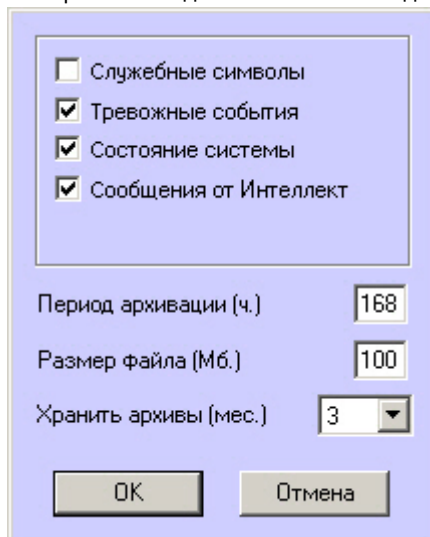 Служебные символы
Тревожные события
Состояние системы
Сообщения от Интеллект
Период архивации (ч.) 168
Размер файла (Мб.) 100
Хранить архивы (мес.) 3
OK Отмена